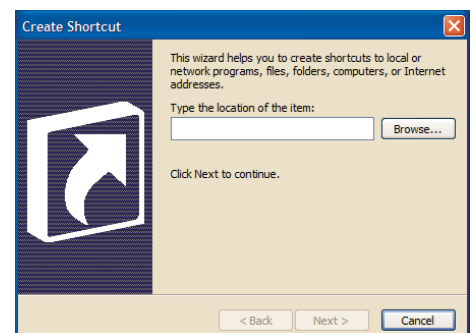 Create Shortcut
This wizard helps you to create shortcuts to local or
network programs, files, folders, computers, or Internet
addresses.
Type the location of the item:
Browse...
Click Next to continue.
< Back
Next >
Cancel